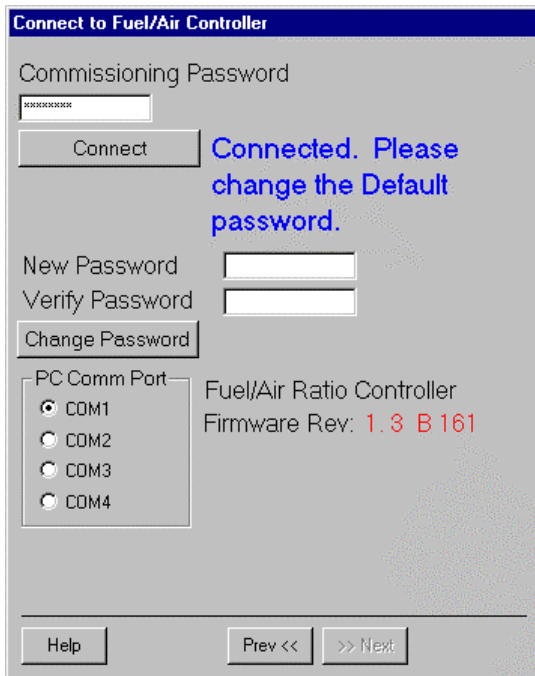 Connect to Fuel/Air Controller
Commissioning Password
********
Connect
Connected. Please
change the Default
password.
New Password
Verify Password
Change Password
PC Comm Port
COM1
COM2
COM3
COM4
Fuel/Air Ratio Controller
Firmware Rev: 1. 3 B 161
Help
Prev <<
>> Next